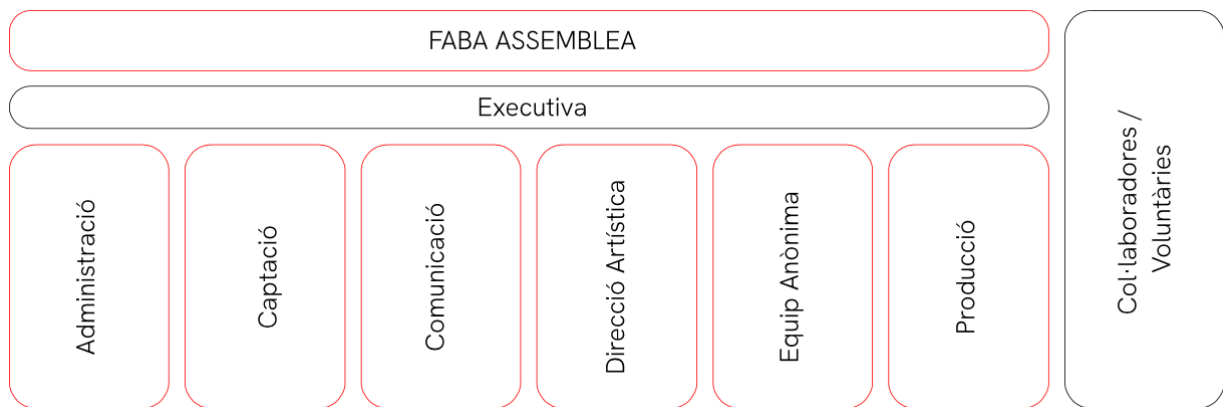 FABA ASSEMBLEA
Executiva
Administració
Captació
Comunicació
Direcció Artística
Equip Anònima
Producció
Col·laboradores /
Voluntàries